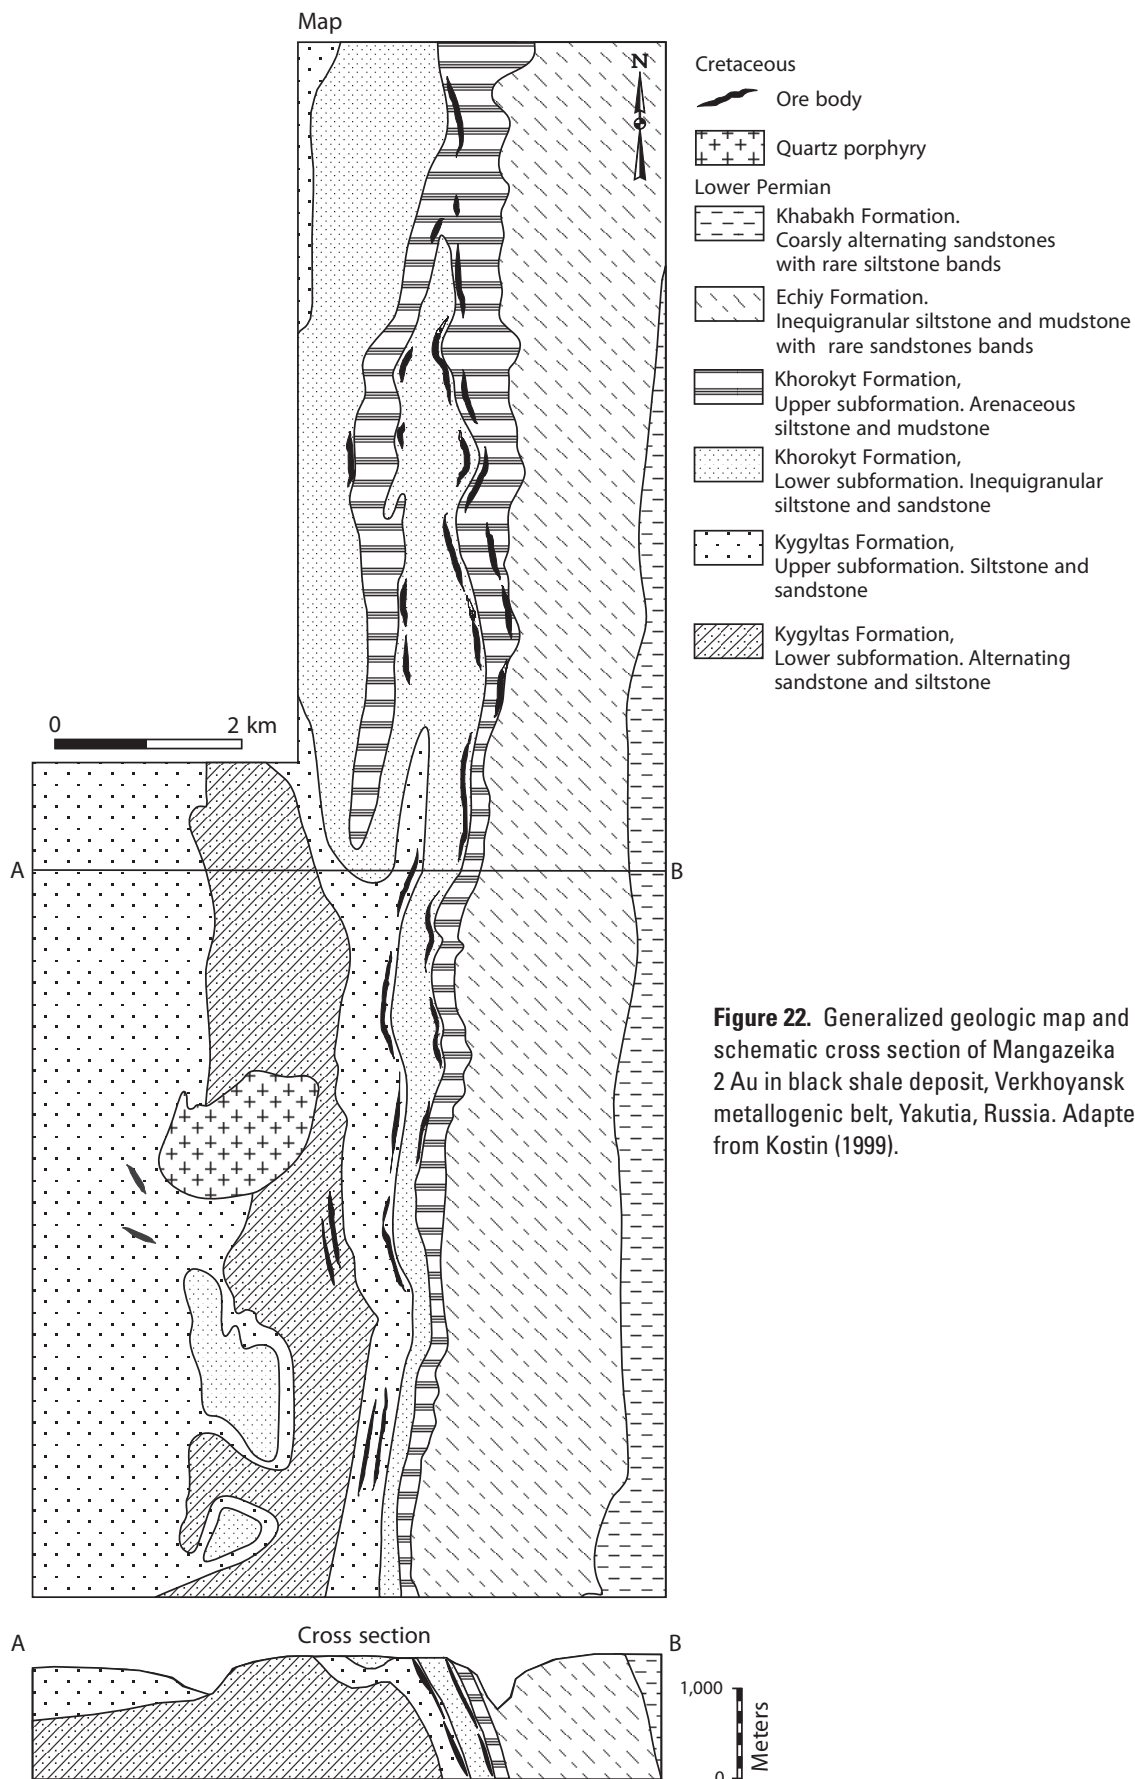 Map
N
Cretaceous
Ore body
Quartz porphyry
Lower Permian
Khabakh Formation.
Coarsly alternating sandstones
with rare siltstone bands
Echiy Formation.
Inequigranular siltstone and mudstone
with rare sandstones bands
Khorokyt Formation,
Upper subformation. Arenaceous
siltstone and mudstone
Khorokyt Formation,
Lower subformation. Inequigranular
siltstone and sandstone
Kygyltas Formation,
Upper subformation. Siltstone and
sandstone
Kygyltas Formation,
Lower subformation. Alternating
sandstone and siltstone
0 2 km
A B
Figure 22. Generalized geologic map and
schematic cross section of Mangazeika
2 Au in black shale deposit, Verkhoyansk
metallogenic belt, Yakutia, Russia. Adapte
from Kostin (1999).
A Cross section B
1,000
Meters
0